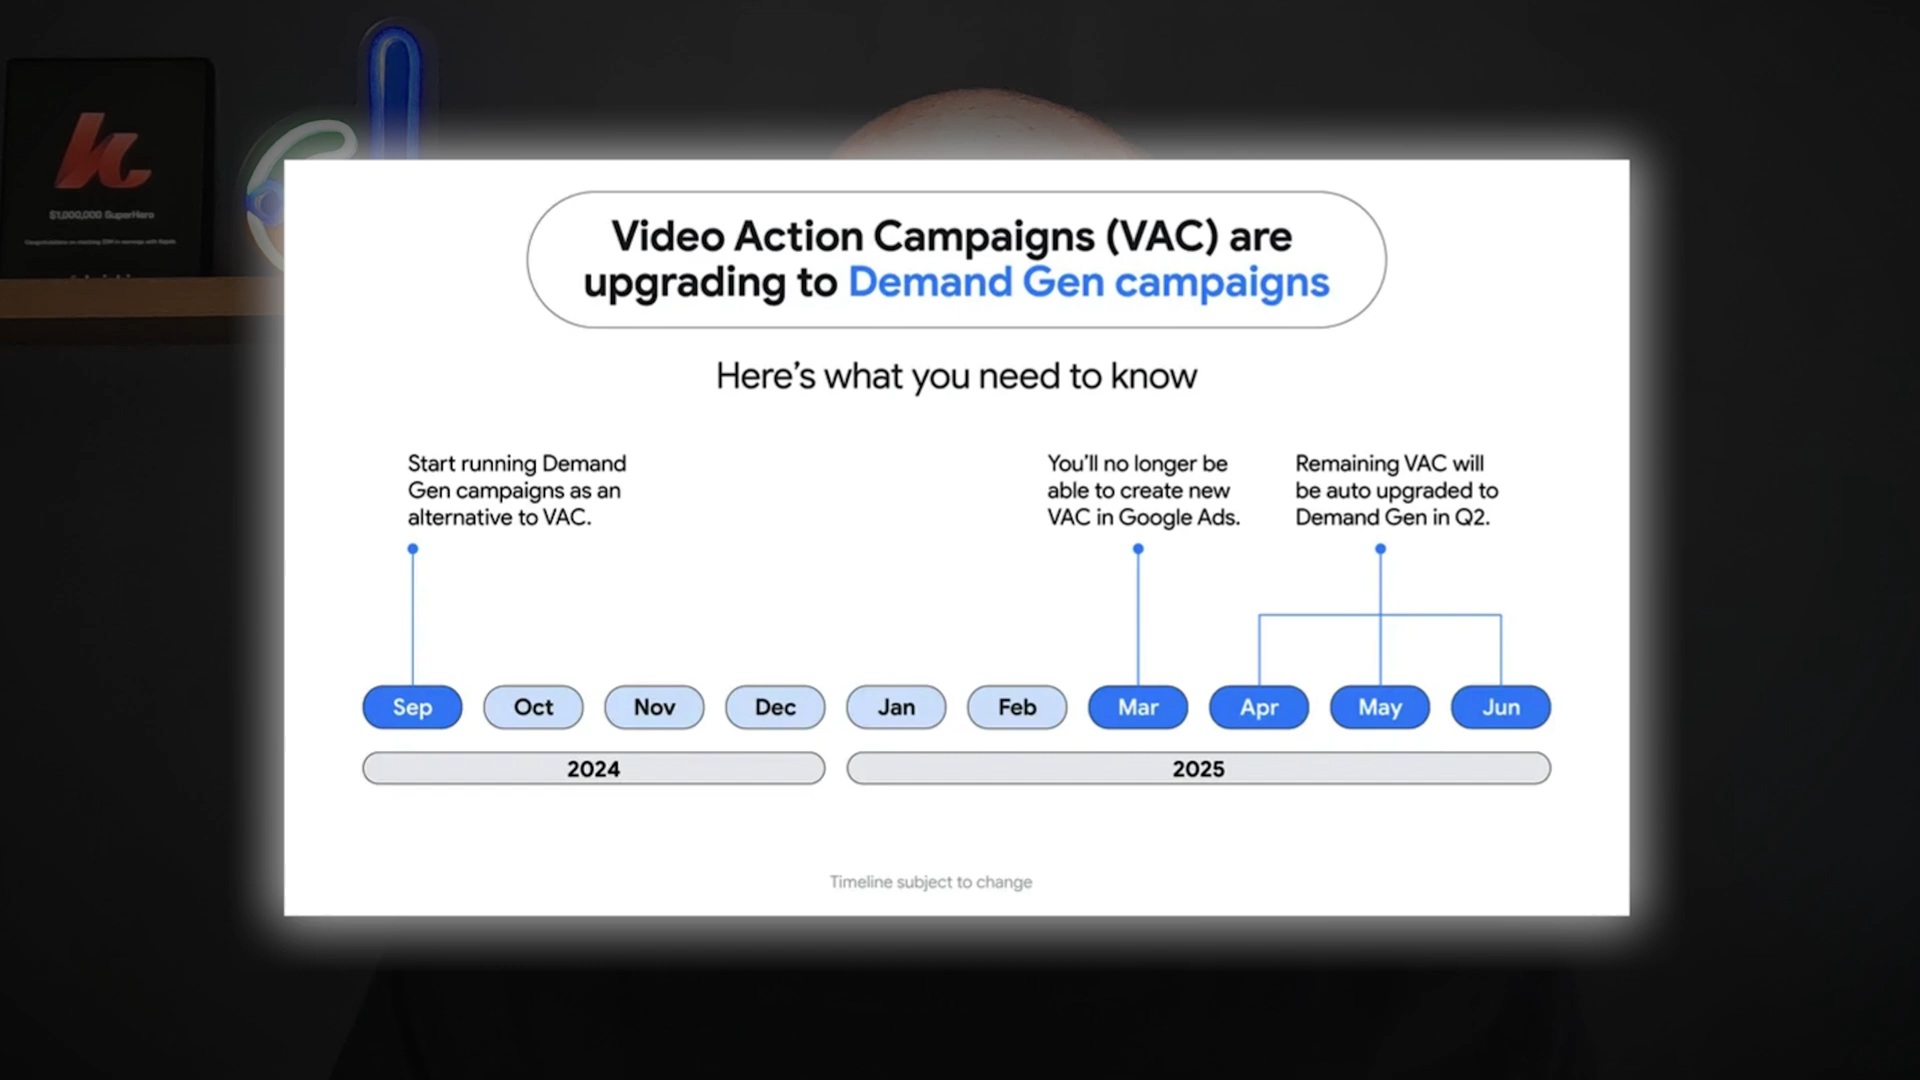 $1,000,000 SuperHero
Video Action Campaigns (VAC) are
upgrading to Demand Gen campaigns
Here's what you need to know
Start running Demand
Gen campaigns as an
alternative to VAC.
You'll no longer be
able to create new
VAC in Google Ads.
Remaining VAC will
be auto upgraded to
Demand Gen in Q2.
Sep
Oct
Nov
Dec
Jan
Feb
Mar
Apr
May
Jun
2024
2025
Timeline subject to change